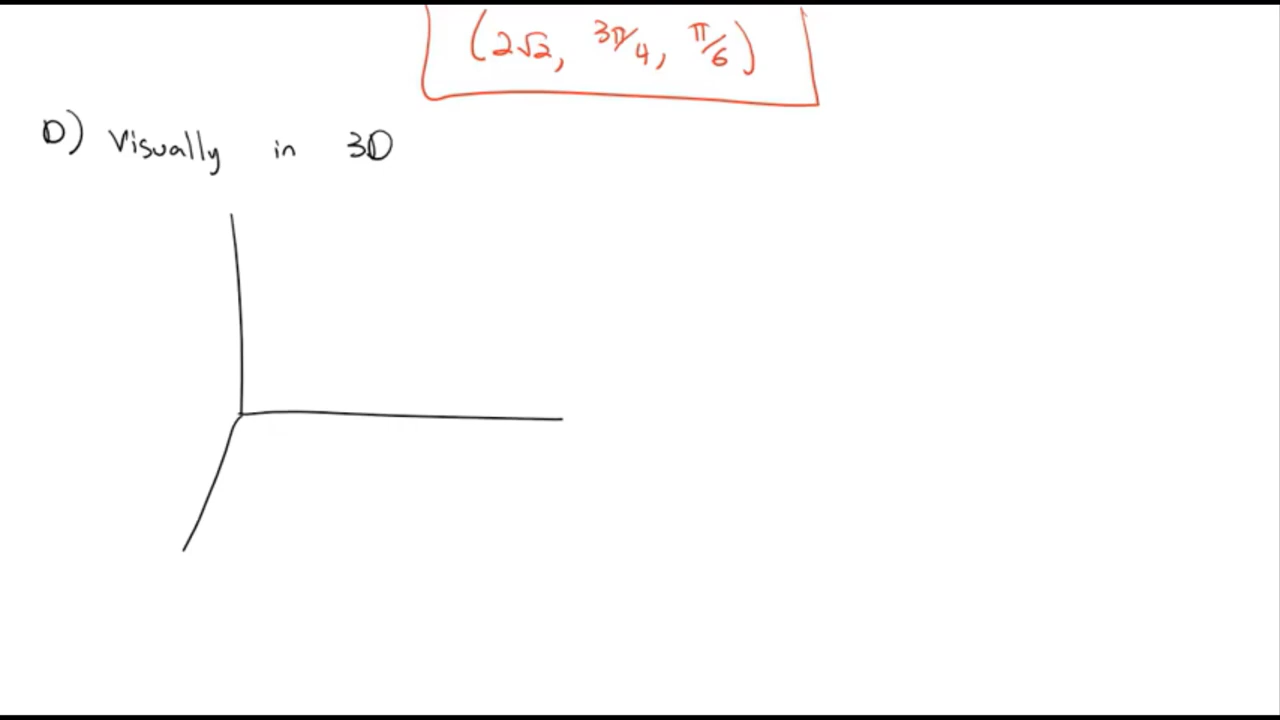 (2√2, 3π/4, π/6)
D) Visually in 3D